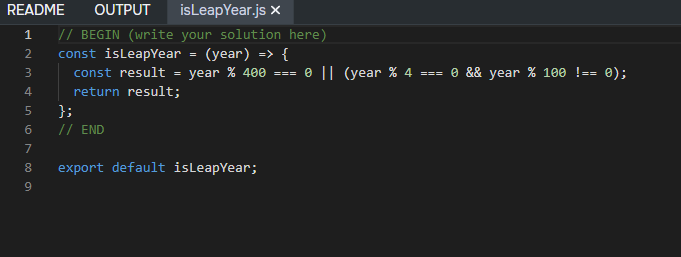 README OUTPUT isLeapYear.js ×
1 // BEGIN (write your solution here)
2 const isLeapYear = (year) => {
3 const result = year % 400 === 0 || (year % 4 === 0 && year % 100 !== 0);
4 return result;
5 };
6 // END
7
8 export default isLeapYear;
9